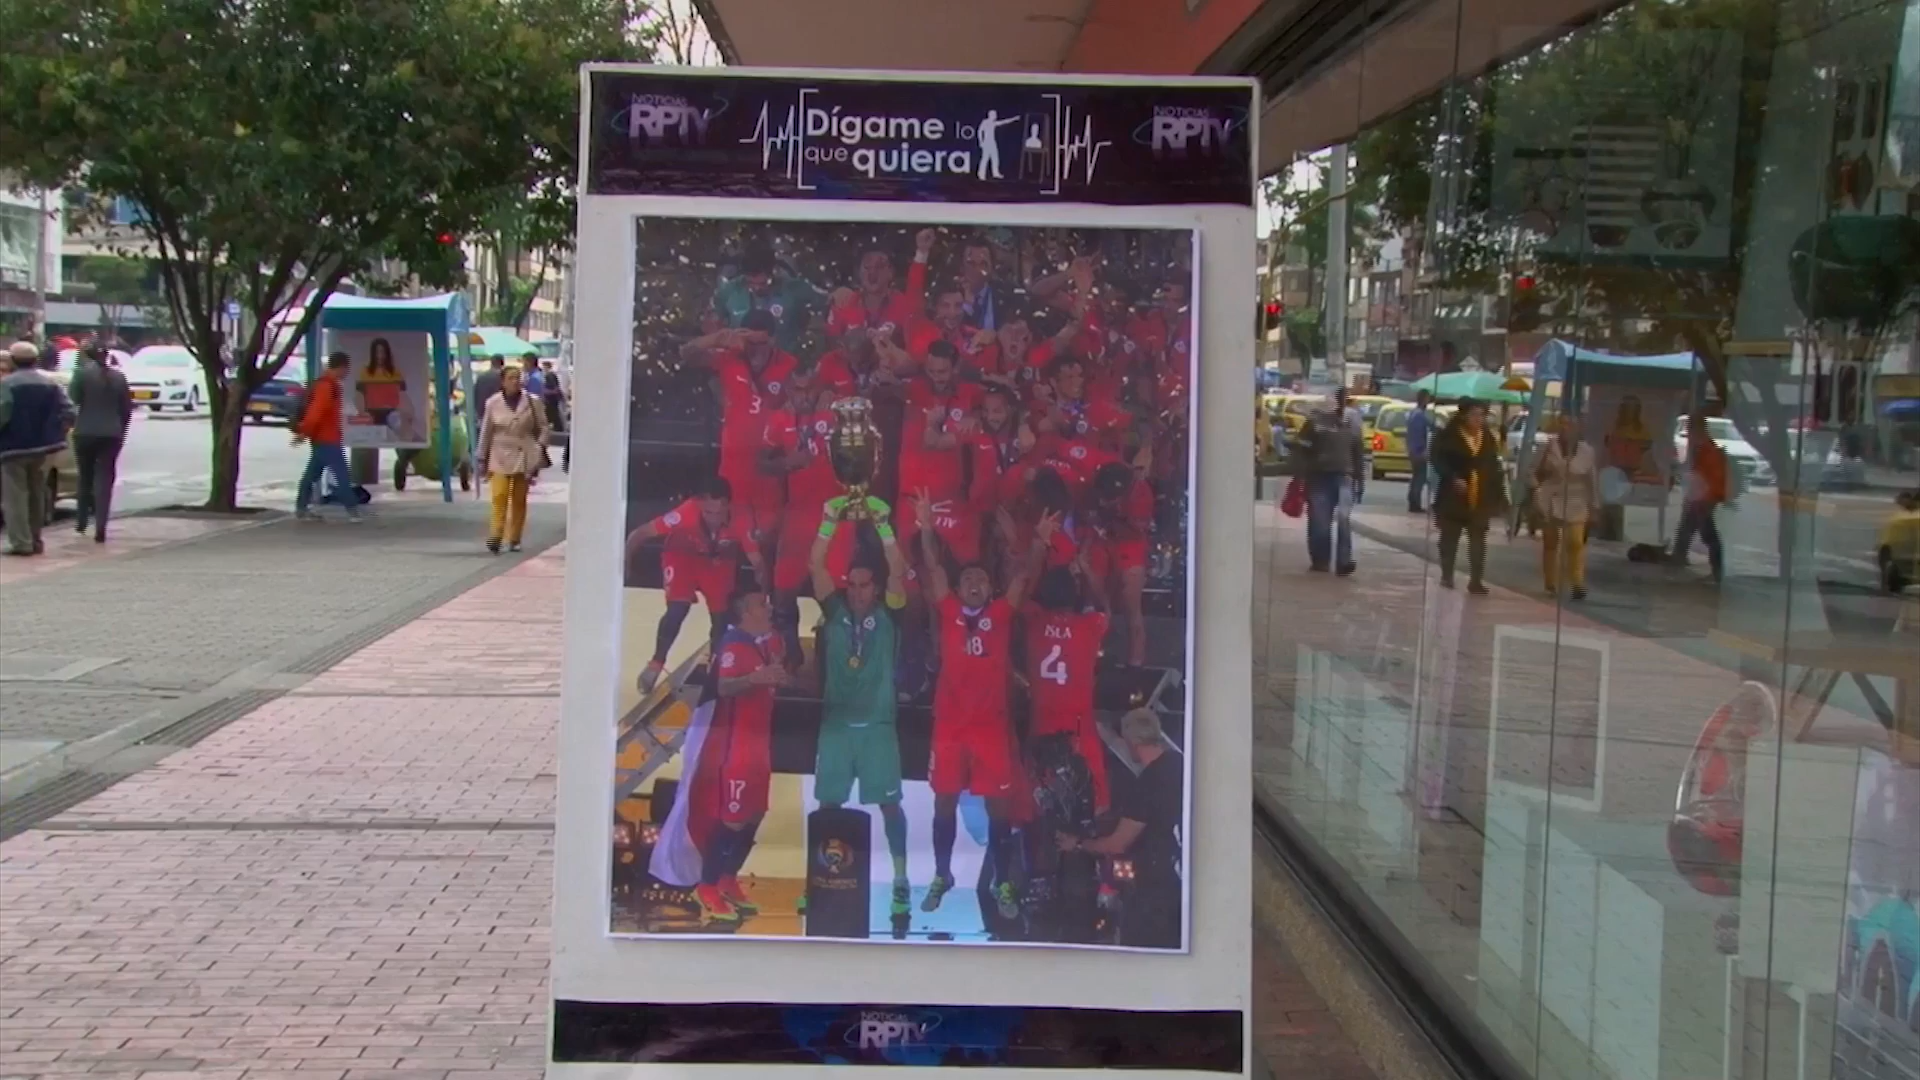 NOTICIAS
RPTV
Dígame lo
que quiera
NOTICIAS
RPTV
3
9
18
ISLA
4
17
NOTICIAS
RPTV